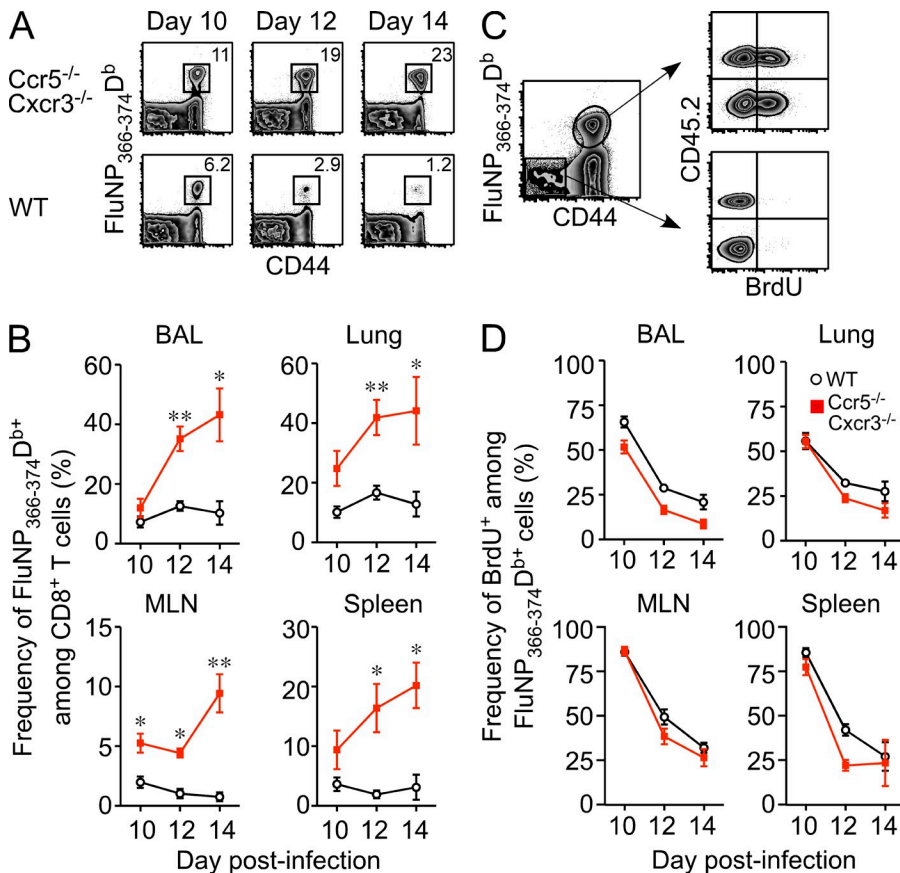 A
Day 10 Day 12 Day 14
Ccr5-/-
Cxcr3-/-
FluNP366-374Db
11 19 23
WT
6.2 2.9 1.2
CD44
C
FluNP366-374Db
CD44
CD45.2
BrdU
B
Frequency of FluNP366-374Db+
among CD8+ T cells (%)
BAL
60
40
20
0
** *
10 12 14
Lung
60
40
20
0
** *
10 12 14
MLN
15
10
5
0
* * **
10 12 14
Spleen
30
20
10
0
* *
10 12 14
Day post-infection
D
Frequency of BrdU+ among
FluNP366-374Db+ cells (%)
BAL
100
75
50
25
0
10 12 14
Lung
100
75
50
25
0
WT
Ccr5-/-
Cxcr3-/-
10 12 14
MLN
100
75
50
25
0
10 12 14
Spleen
100
75
50
25
0
10 12 14
Day post-infection